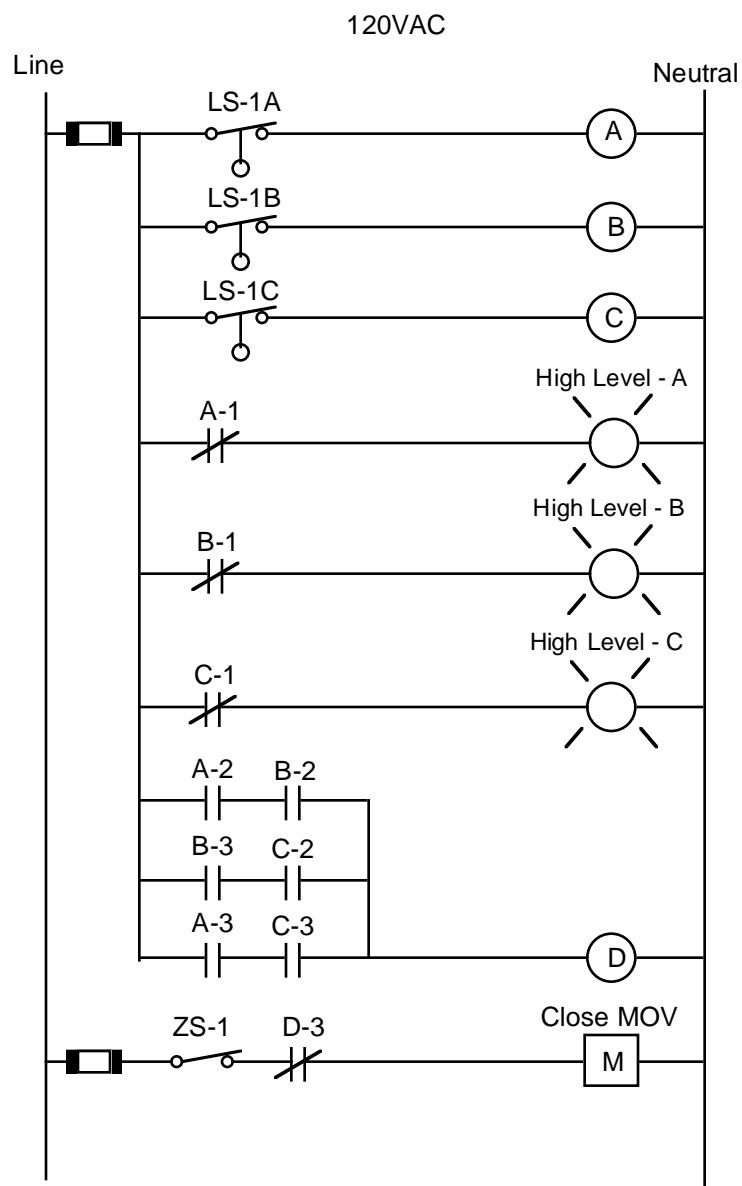 120VAC
Line
Neutral
LS-1A
A
LS-1B
B
LS-1C
C
High Level - A
A-1
High Level - B
B-1
High Level - C
C-1
A-2 B-2
B-3 C-2
A-3 C-3
D
Close MOV
ZS-1 D-3
M